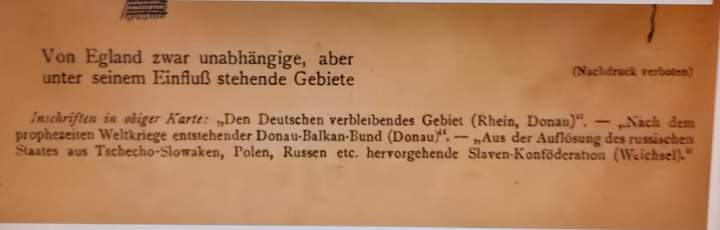 Von Egland zwar unabhängige, aber
unter seinem Einfluß stehende Gebiete
(Nachdruck verboten)
Inschriften in obiger Karte: „Den Deutschen verbleibendes Gebiet (Rhein, Donau)“. — „Nach dem
prophezeiten Weltkriege entstehender Donau-Balkan-Bund (Donau)“. — „Aus der Auflösung des russischen
Staates aus Tschecho-Slowaken, Polen, Russen etc. hervorgehende Slaven-Konföderation (Weichsel).“